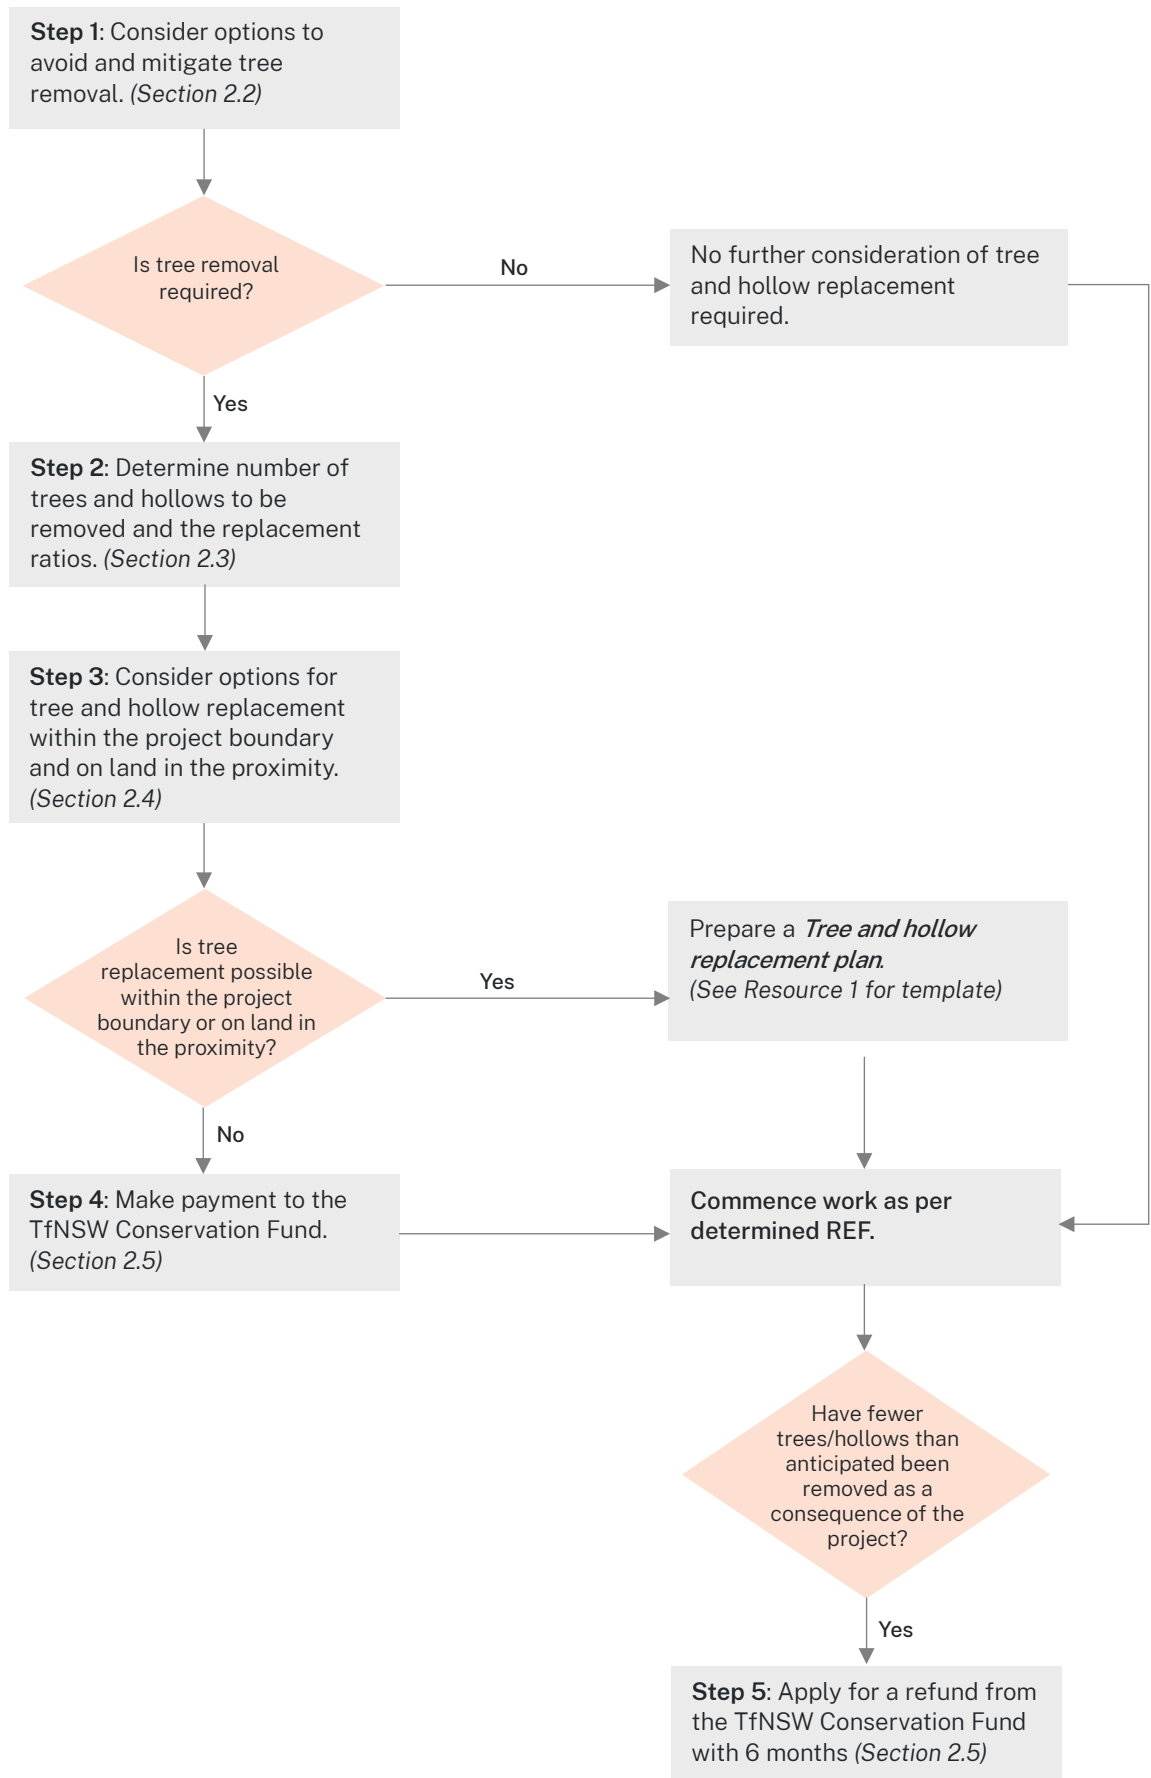 Step 1: Consider options to
avoid and mitigate tree
removal. (Section 2.2)
Is tree removal
required?
No
No further consideration of tree
and hollow replacement
required.
Yes
Step 2: Determine number of
trees and hollows to be
removed and the replacement
ratios. (Section 2.3)
Step 3: Consider options for
tree and hollow replacement
within the project boundary
and on land in the proximity.
(Section 2.4)
Is tree
replacement possible
within the project
boundary or on land in
the proximity?
Yes
Prepare a Tree and hollow
replacement plan.
(See Resource 1 for template)
No
Step 4: Make payment to the
TfNSW Conservation Fund.
(Section 2.5)
Commence work as per
determined REF.
Have fewer
trees/hollows than
anticipated been
removed as a
consequence of the
project?
Yes
Step 5: Apply for a refund from
the TfNSW Conservation Fund
with 6 months (Section 2.5)